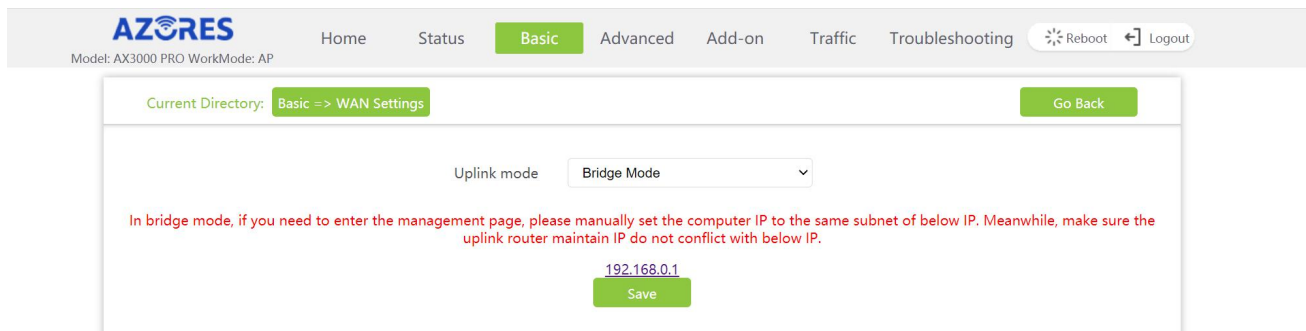 AZORES
Home Status Basic Advanced Add-on Traffic Troubleshooting Reboot Logout
Model: AX3000 PRO WorkMode: AP
Current Directory: Basic => WAN Settings Go Back
Uplink mode Bridge Mode
In bridge mode, if you need to enter the management page, please manually set the computer IP to the same subnet of below IP. Meanwhile, make sure the
uplink router maintain IP do not conflict with below IP.
192.168.0.1
Save